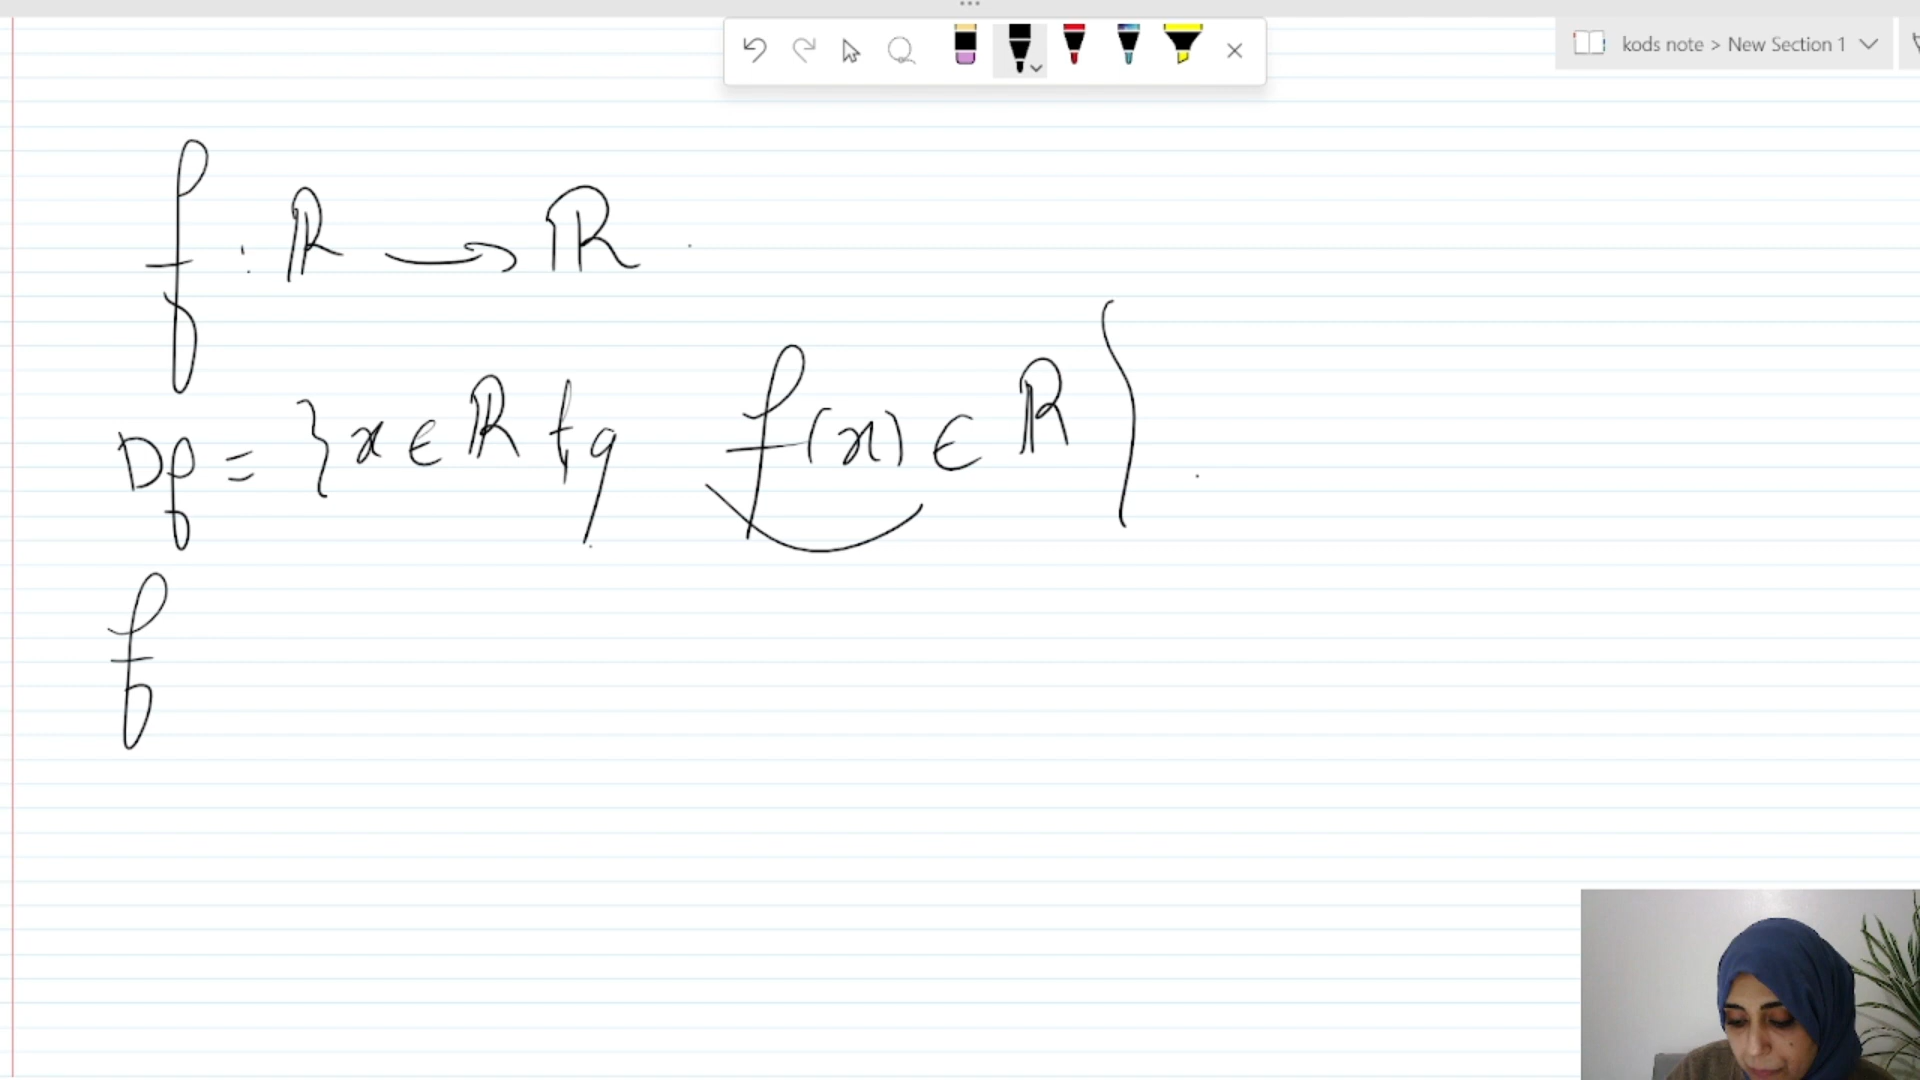 kods note > New Section 1
f : ℝ → ℝ
Df = {x ∈ ℝ tq f(x) ∈ ℝ}
f